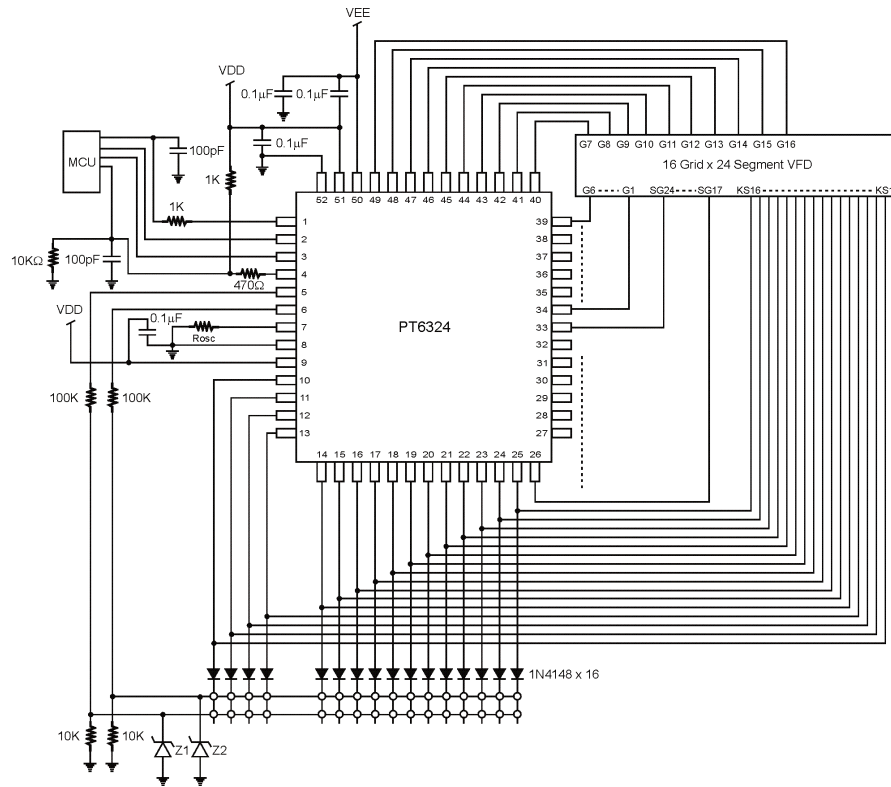 VEE
VDD
0.1μF
0.1μF
0.1μF
MCU
100pF
1K
1K
10KΩ
100pF
470Ω
VDD
0.1μF
Rosc
100K
100K
52 51 50 49 48 47 46 45 44 43 42 41 40
1
2
3
4
5
6
7
8
9
10
11
12
13
PT6324
39
38
37
36
35
34
33
32
31
30
29
28
27
14 15 16 17 18 19 20 21 22 23 24 25 26
G7 G8 G9 G10 G11 G12 G13 G14 G15 G16
16 Grid x 24 Segment VFD
G6 G1 SG24 SG17 KS16 KS1
1N4148 x 16
10K
10K
Z1
Z2